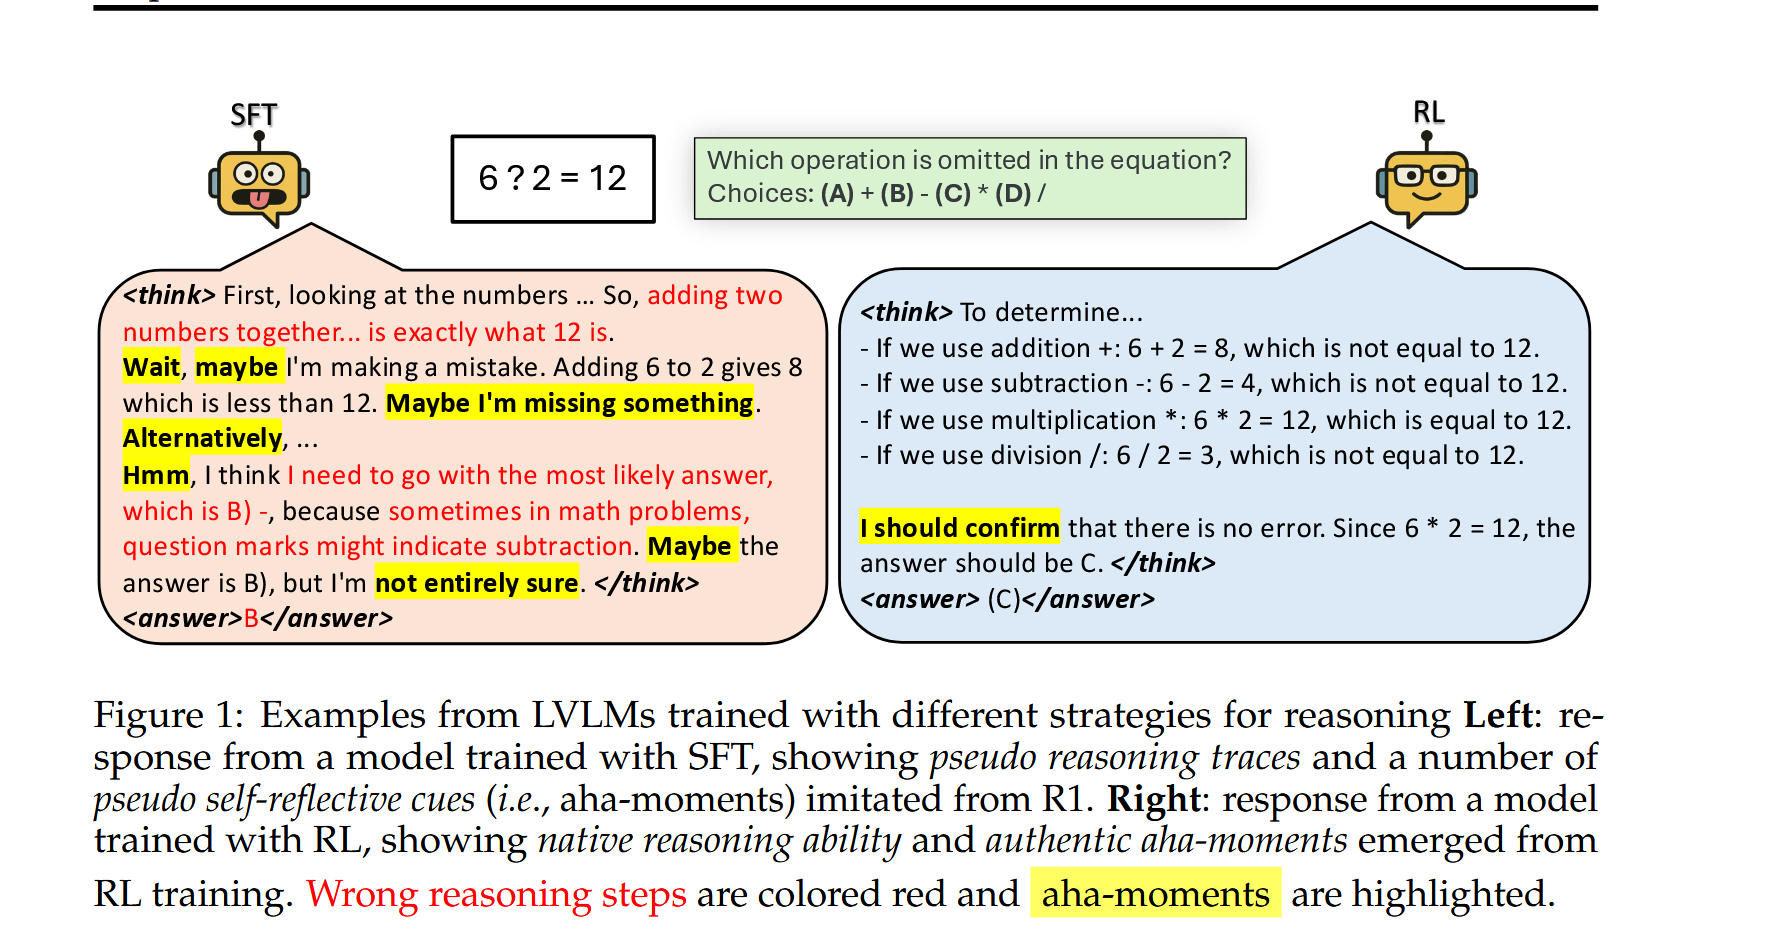 SFT
RL
6 ? 2 = 12
Which operation is omitted in the equation?
Choices: (A) + (B) - (C) * (D) /
<think> First, looking at the numbers ... So, adding two
numbers together... is exactly what 12 is.
Wait, maybe I'm making a mistake. Adding 6 to 2 gives 8
which is less than 12. Maybe I'm missing something.
Alternatively, ...
Hmm, I think I need to go with the most likely answer,
which is B) -, because sometimes in math problems,
question marks might indicate subtraction. Maybe the
answer is B), but I'm not entirely sure. </think>
<answer>B</answer>
<think> To determine...
- If we use addition +: 6 + 2 = 8, which is not equal to 12.
- If we use subtraction -: 6 - 2 = 4, which is not equal to 12.
- If we use multiplication *: 6 * 2 = 12, which is equal to 12.
- If we use division /: 6 / 2 = 3, which is not equal to 12.
I should confirm that there is no error. Since 6 * 2 = 12, the
answer should be C. </think>
<answer> (C)</answer>
Figure 1: Examples from LVLMs trained with different strategies for reasoning Left: re-
sponse from a model trained with SFT, showing pseudo reasoning traces and a number of
pseudo self-reflective cues (i.e., aha-moments) imitated from R1. Right: response from a model
trained with RL, showing native reasoning ability and authentic aha-moments emerged from
RL training. Wrong reasoning steps are colored red and aha-moments are highlighted.